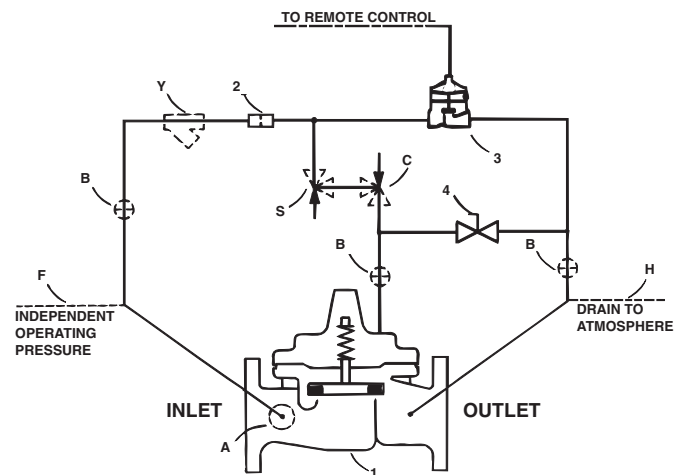 TO REMOTE CONTROL
Y
2
3
B
S
C
4
B
B
F
H
INDEPENDENT
OPERATING
PRESSURE
DRAIN TO
ATMOSPHERE
INLET
OUTLET
A
1